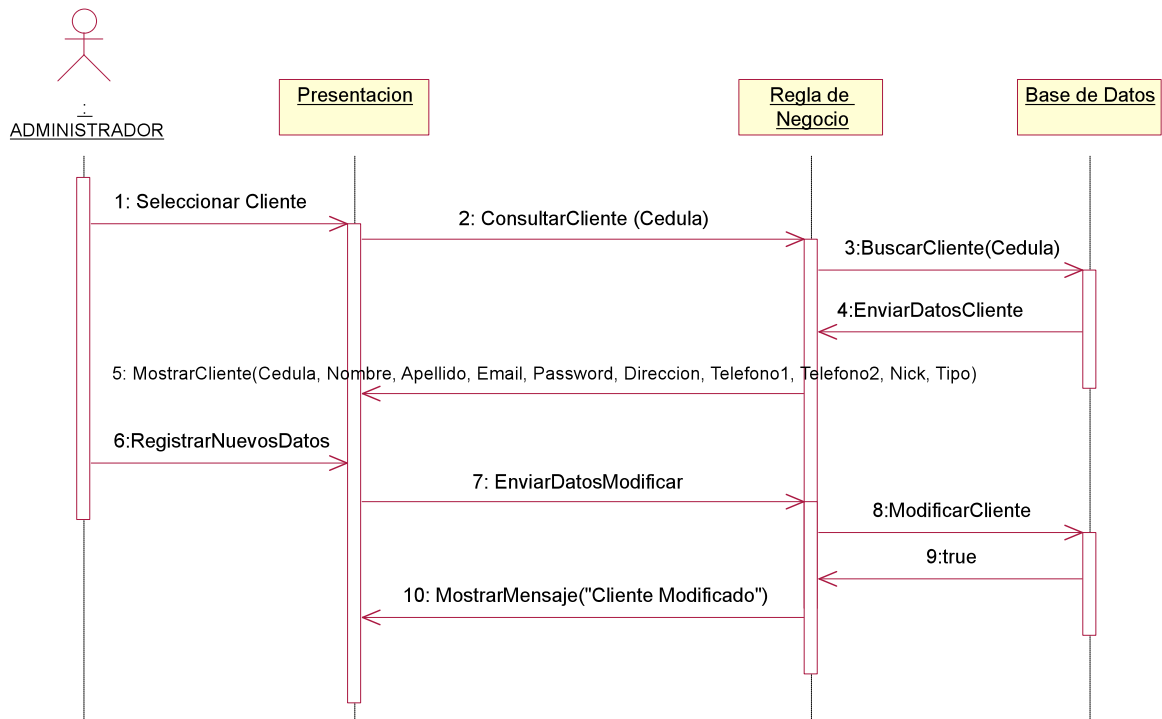 :
ADMINISTRADOR
Presentacion
Regla de
Negocio
Base de Datos
1: Seleccionar Cliente
2: ConsultarCliente (Cedula)
3:BuscarCliente(Cedula)
4:EnviarDatosCliente
5: MostrarCliente(Cedula, Nombre, Apellido, Email, Password, Direccion, Telefono1, Telefono2, Nick, Tipo)
6:RegistrarNuevosDatos
7: EnviarDatosModificar
8:ModificarCliente
9:true
10: MostrarMensaje("Cliente Modificado")